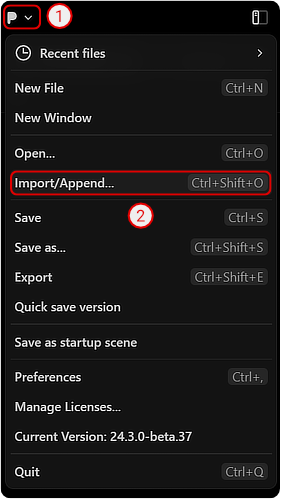 1
Recent files
New File Ctrl+N
New Window
Open... Ctrl+O
Import/Append... Ctrl+Shift+O
2
Save Ctrl+S
Save as... Ctrl+Shift+S
Export Ctrl+Shift+E
Quick save version
Save as startup scene
Preferences Ctrl+,
Manage Licenses...
Current Version: 24.3.0-beta.37
Quit Ctrl+Q